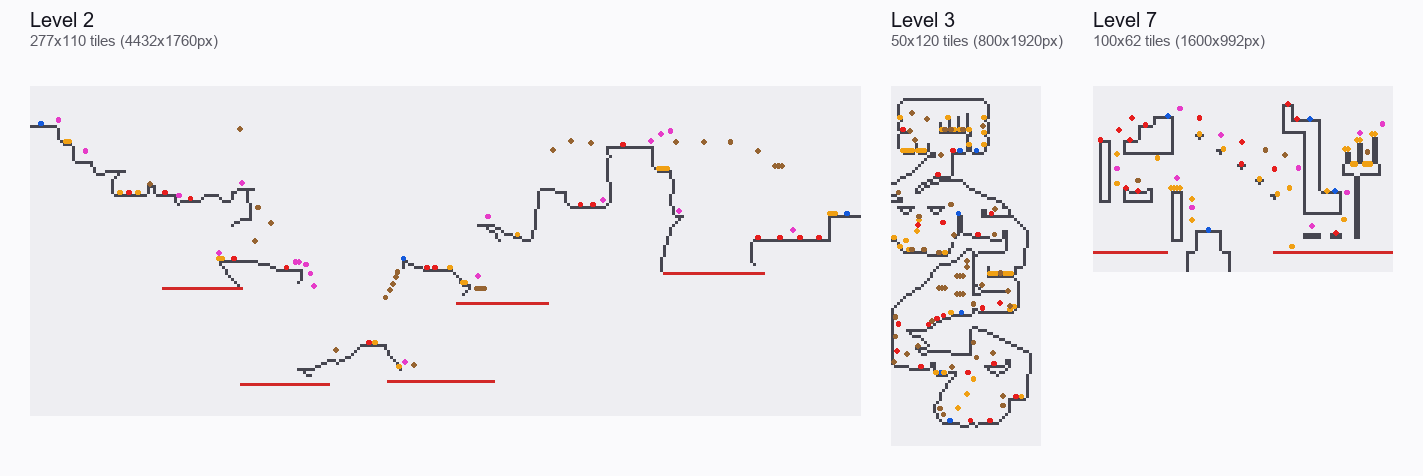 Level 2
277x110 tiles (4432x1760px)
Level 3
50x120 tiles (800x1920px)
Level 7
100x62 tiles (1600x992px)